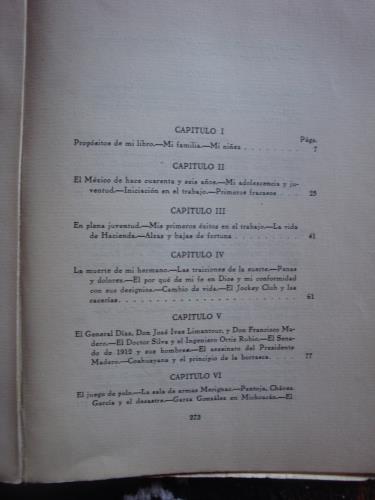 CAPITULO I
Págs.
Propósitos de mi libro.—Mi familia.—Mi niñez . . . . . . . 7
CAPITULO II
El México de hace cuarenta y seis años.—Mi adolescencia y ju-
ventud.—Iniciación en el trabajo.—Primeros fracasos . . . . 25
CAPITULO III
En plena juventud.—Mis primeros éxitos en el trabajo.—La vida
de Hacienda.—Alzas y bajas de fortuna . . . . . . . 41
CAPITULO IV
La muerte de mi hermano.—Las traiciones de la suerte.—Penas
y dolores.—El por qué de mi fe en Dios y mi conformidad
con sus designios.—Cambio de vida.—El Jockey Club y las
cacerías . . . . . . . . . . . . 61
CAPITULO V
El General Díaz, Don José Ives Limantour, y Don Francisco Ma-
dero.—El Doctor Silva y el Ingeniero Ortiz Rubio.—El Sena-
do de 1912 y sus hombres.—El asesinato del Presidente
Madero.—Coahuayana y el principio de la borrasca . . . . 77
CAPITULO VI
El juego de polo.—La sala de armas Merignac.—Pantoja, Chávez
García y el desastre.—Garza González en Michoacán.—El
273